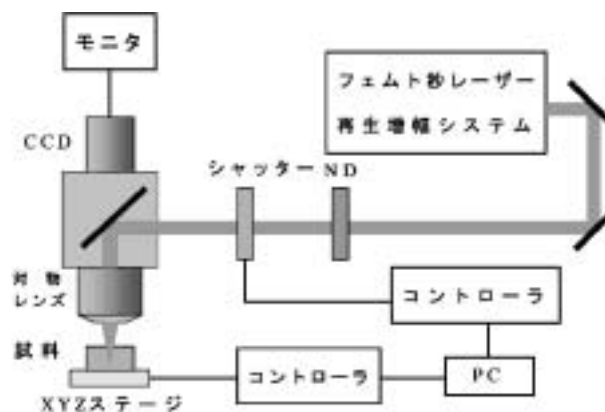 モニタ
フェムト秒レーザー
再生増幅システム
CCD
シャッター ND
対物
レンズ
コントローラ
試料
コントローラ
PC
XYZステージ